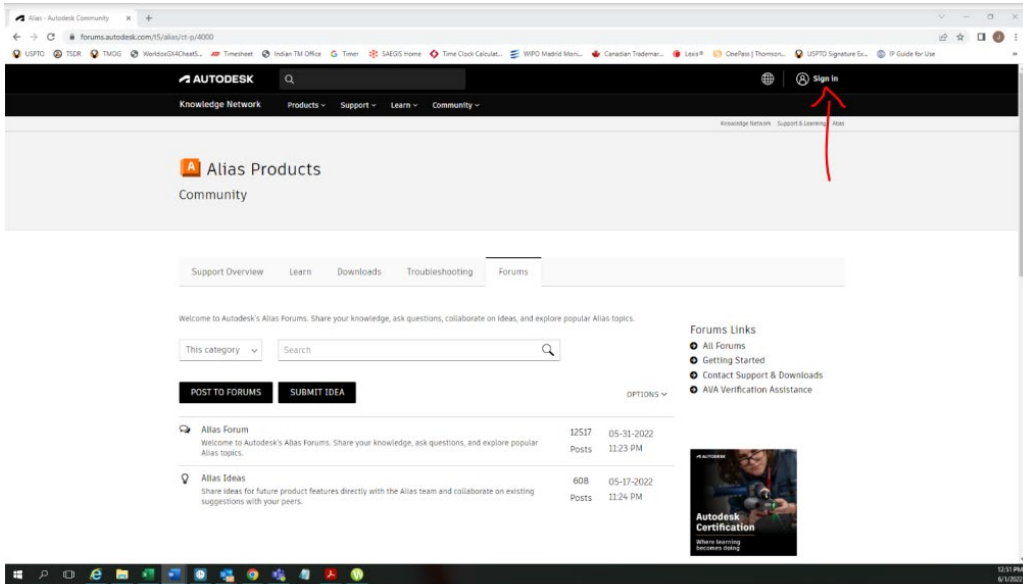 Alias - Autodesk Community
forums.autodesk.com/t5/alias/ct-p/4000
USPTO TSDR TMOG WorldoxGX4CheatS... Timesheet Indian TM Office Timer SAEGIS Home Time Clock Calculat... WIPO Madrid Moni... Canadian Trademar... Lexis® OnePass | Thomson... USPTO Signature Ex... IP Guide for Use
AUTODESK Sign in
Knowledge Network Products Support Learn Community
Knowledge Network Support & Learning Alias
A Alias Products
Community
Support Overview Learn Downloads Troubleshooting Forums
Welcome to Autodesk's Alias Forums. Share your knowledge, ask questions, collaborate on ideas, and explore popular Alias topics.
Forums Links
This category Search
All Forums
Getting Started
Contact Support & Downloads
AVA Verification Assistance
POST TO FORUMS SUBMIT IDEA OPTIONS
Alias Forum 12517 05-31-2022
Welcome to Autodesk's Alias Forums. Share your knowledge, ask questions, and explore popular Posts 11:23 PM
Alias topics.
Alias Ideas 608 05-17-2022
Share ideas for future product features directly with the Alias team and collaborate on existing Posts 11:24 PM
suggestions with your peers.
AUTODESK
Autodesk
Certification
Where learning
becomes doing
12:51 PM
6/1/2022